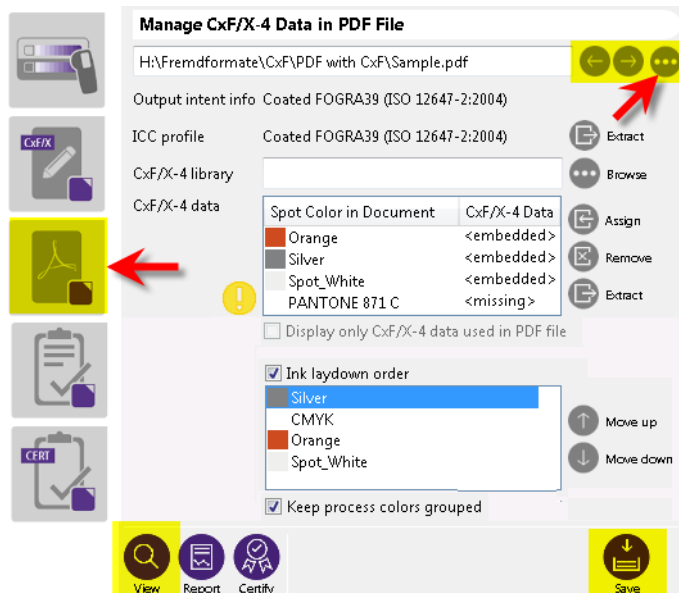 Manage CxF/X-4 Data in PDF File
H:\Fremdformate\CxF\PDF with CxF\Sample.pdf
Output intent info Coated FOGRA39 (ISO 12647-2:2004)
ICC profile Coated FOGRA39 (ISO 12647-2:2004) Extract
CxF/X
CxF/X-4 library Browse
CxF/X-4 data
Spot Color in Document CxF/X-4 Data
Assign
Orange <embedded>
Silver <embedded>
Remove
Spot_White <embedded>
PANTONE 871 C <missing>
Extract
Display only CxF/X-4 data used in PDF file
Ink laydown order
Silver
CMYK
Move up
Orange
Spot_White
Move down
CERT
Keep process colors grouped
View Report Certify Save